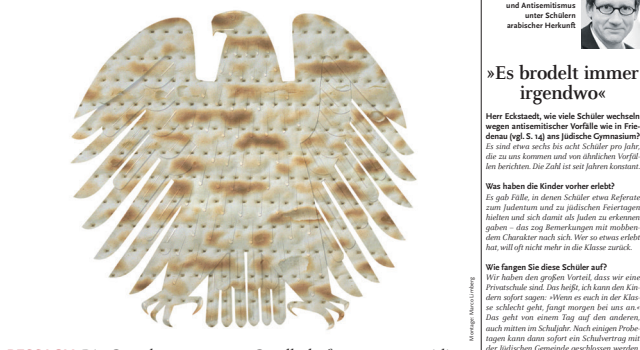 und Antisemitismus
unter Schülern
arabischer Herkunft
»Es brodelt immer
irgendwo«
Herr Eckstaedt, wie viele Schüler wechseln
wegen antisemitischer Vorfälle wie in Frie-
denau (vgl. S. 14) ans Jüdische Gymnasium?
Es sind etwa sechs bis acht Schüler pro Jahr,
die zu uns kommen und von ähnlichen Vorfäl-
len berichten. Die Zahl ist seit Jahren konstant.
Was haben die Kinder vorher erlebt?
Es gab Fälle, in denen Schüler etwa Referate
zum Judentum und zu jüdischen Feiertagen
hielten und sich damit als Juden zu erkennen
gaben – das zog Bemerkungen mit mobben-
dem Charakter nach sich. Wer so etwas erlebt
hat, will oft nicht mehr in die Klasse zurück.
Wie fangen Sie diese Schüler auf?
Wir haben den großen Vorteil, dass wir eine
Privatschule sind. Das heißt, ich kann den Kin-
dern sofort sagen: »Wenn es euch in der Klas-
se schlecht geht, fangt morgen bei uns an.«
Das geht von einem Tag auf den anderen,
auch mitten im Schuljahr. Nach einigen Probe-
tagen kann dann sofort ein Schulvertrag mit
der Jüdischen Gemeinde geschlossen werden.
Montage: Marco Limberg